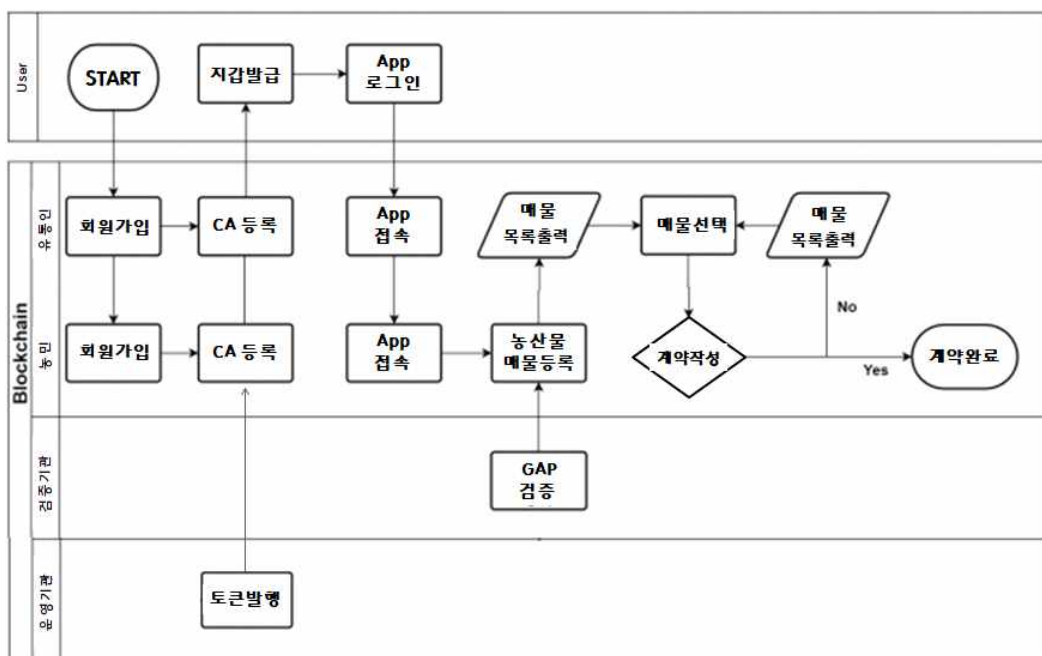 User
START
지갑발급
App
로그인
Blockchain
유통인
회원가입
CA 등록
App
접속
매물
목록출력
매물선택
매물
목록출력
농민
회원가입
CA 등록
App
접속
농산물
매물등록
계약작성
No
Yes
계약완료
검증기관
GAP
검증
운영기관
토큰발행